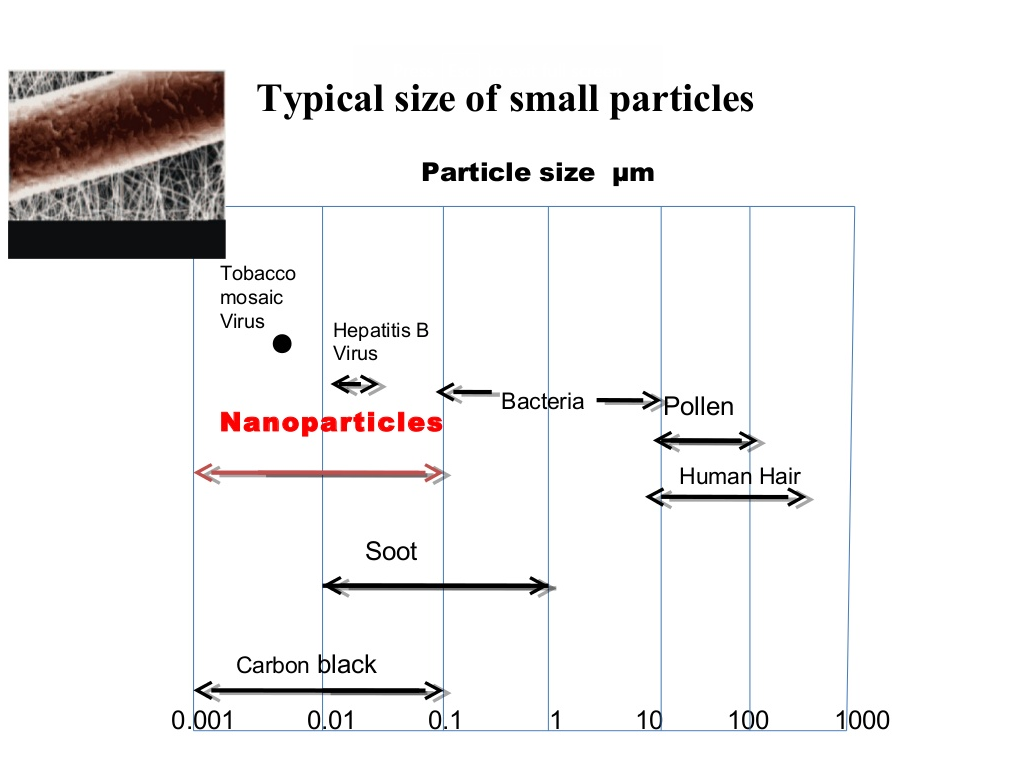 Typical size of small particles
Particle size µm
Tobacco
mosaic
Virus
Hepatitis B
Virus
Bacteria
Pollen
Nanoparticles
Human Hair
Soot
Carbon black
0.001 0.01 0.1 1 10 100 1000